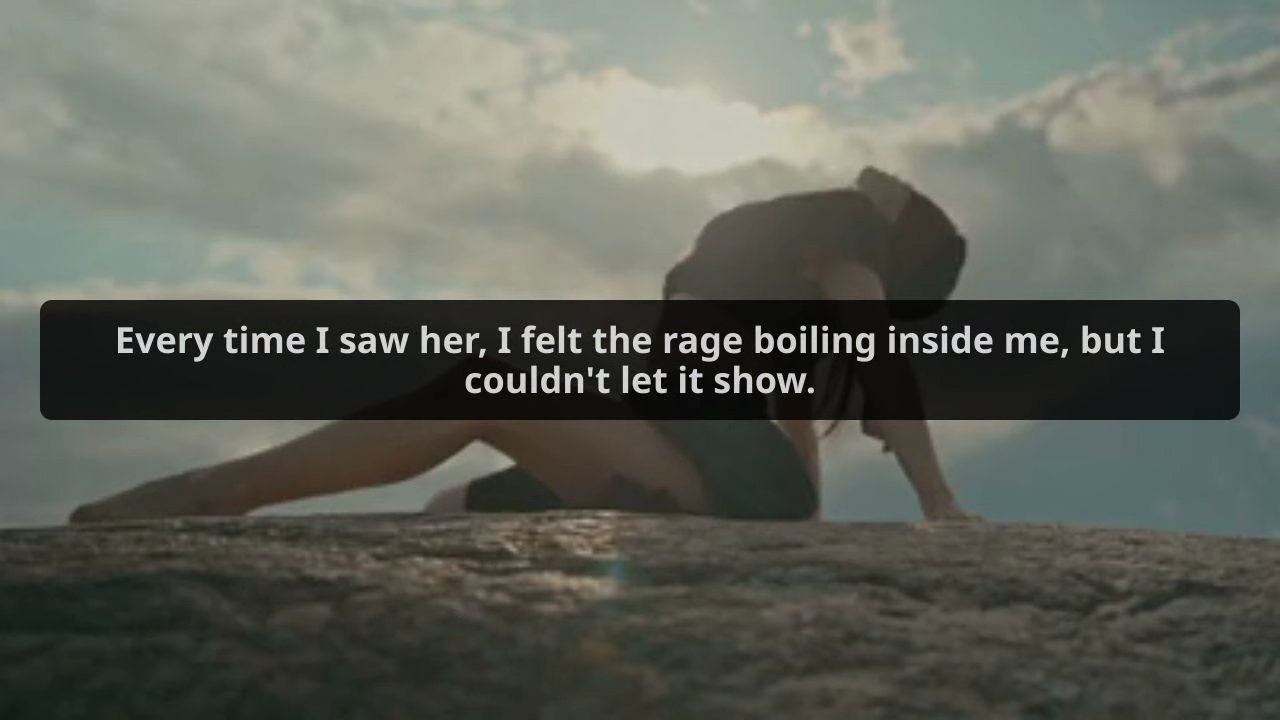 Every time I saw her, I felt the rage boiling inside me, but I
couldn't let it show.